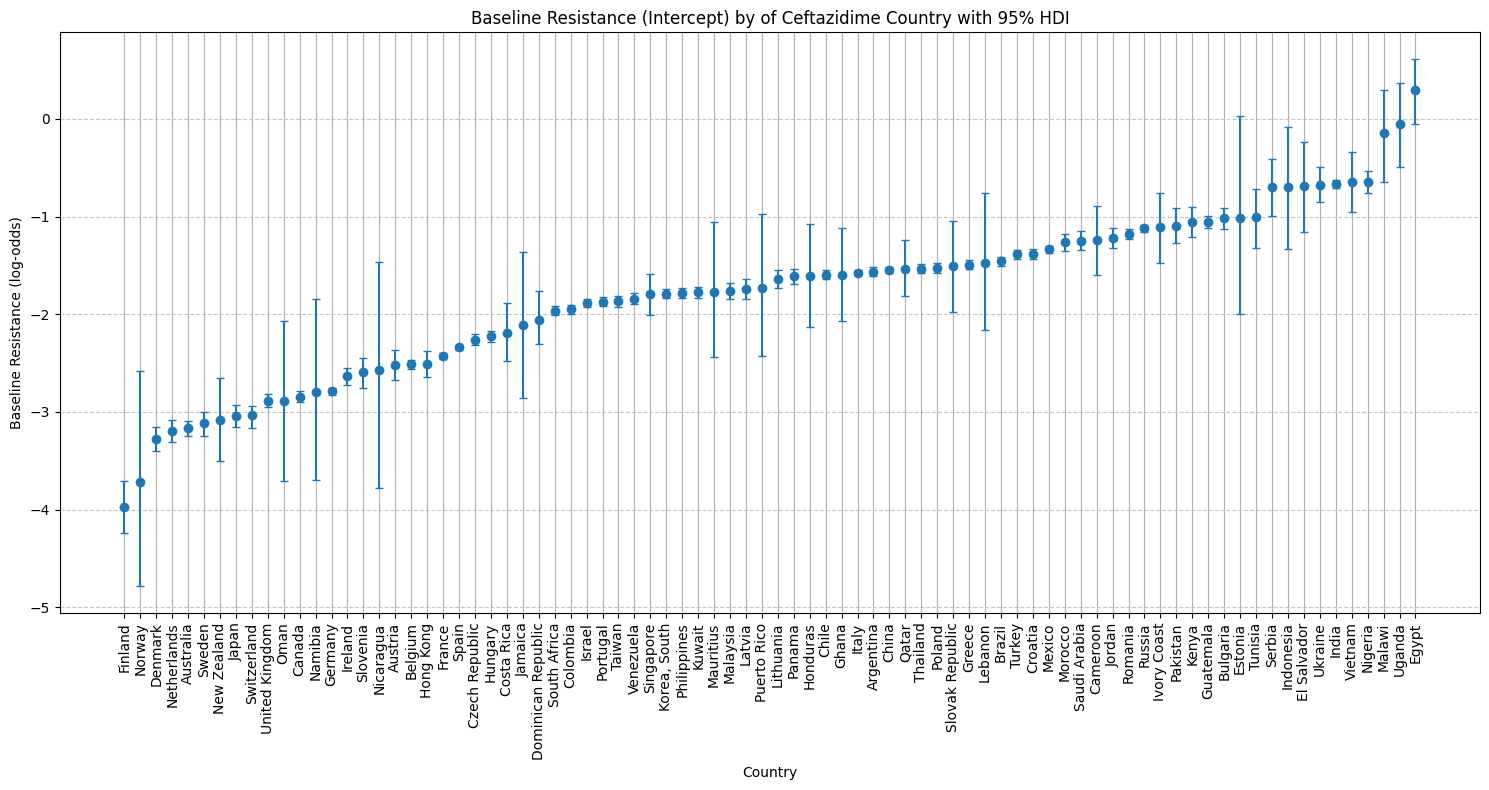 Baseline Resistance (Intercept) by of Ceftazidime Country with 95% HDI
Baseline Resistance (log-odds)
0
−1
−2
−3
−4
−5
Finland
Norway
Denmark
Netherlands
Australia
Sweden
New Zealand
Japan
Switzerland
United Kingdom
Oman
Canada
Namibia
Germany
Ireland
Slovenia
Nicaragua
Austria
Belgium
Hong Kong
France
Spain
Czech Republic
Hungary
Costa Rica
Jamaica
Dominican Republic
South Africa
Colombia
Israel
Portugal
Taiwan
Venezuela
Singapore
Korea, South
Philippines
Kuwait
Mauritius
Malaysia
Latvia
Puerto Rico
Lithuania
Panama
Honduras
Chile
Ghana
Italy
Argentina
China
Qatar
Thailand
Poland
Slovak Republic
Greece
Lebanon
Brazil
Turkey
Croatia
Mexico
Morocco
Saudi Arabia
Cameroon
Jordan
Romania
Russia
Ivory Coast
Pakistan
Kenya
Guatemala
Bulgaria
Estonia
Tunisia
Serbia
Indonesia
El Salvador
Ukraine
India
Vietnam
Nigeria
Malawi
Uganda
Egypt
Country